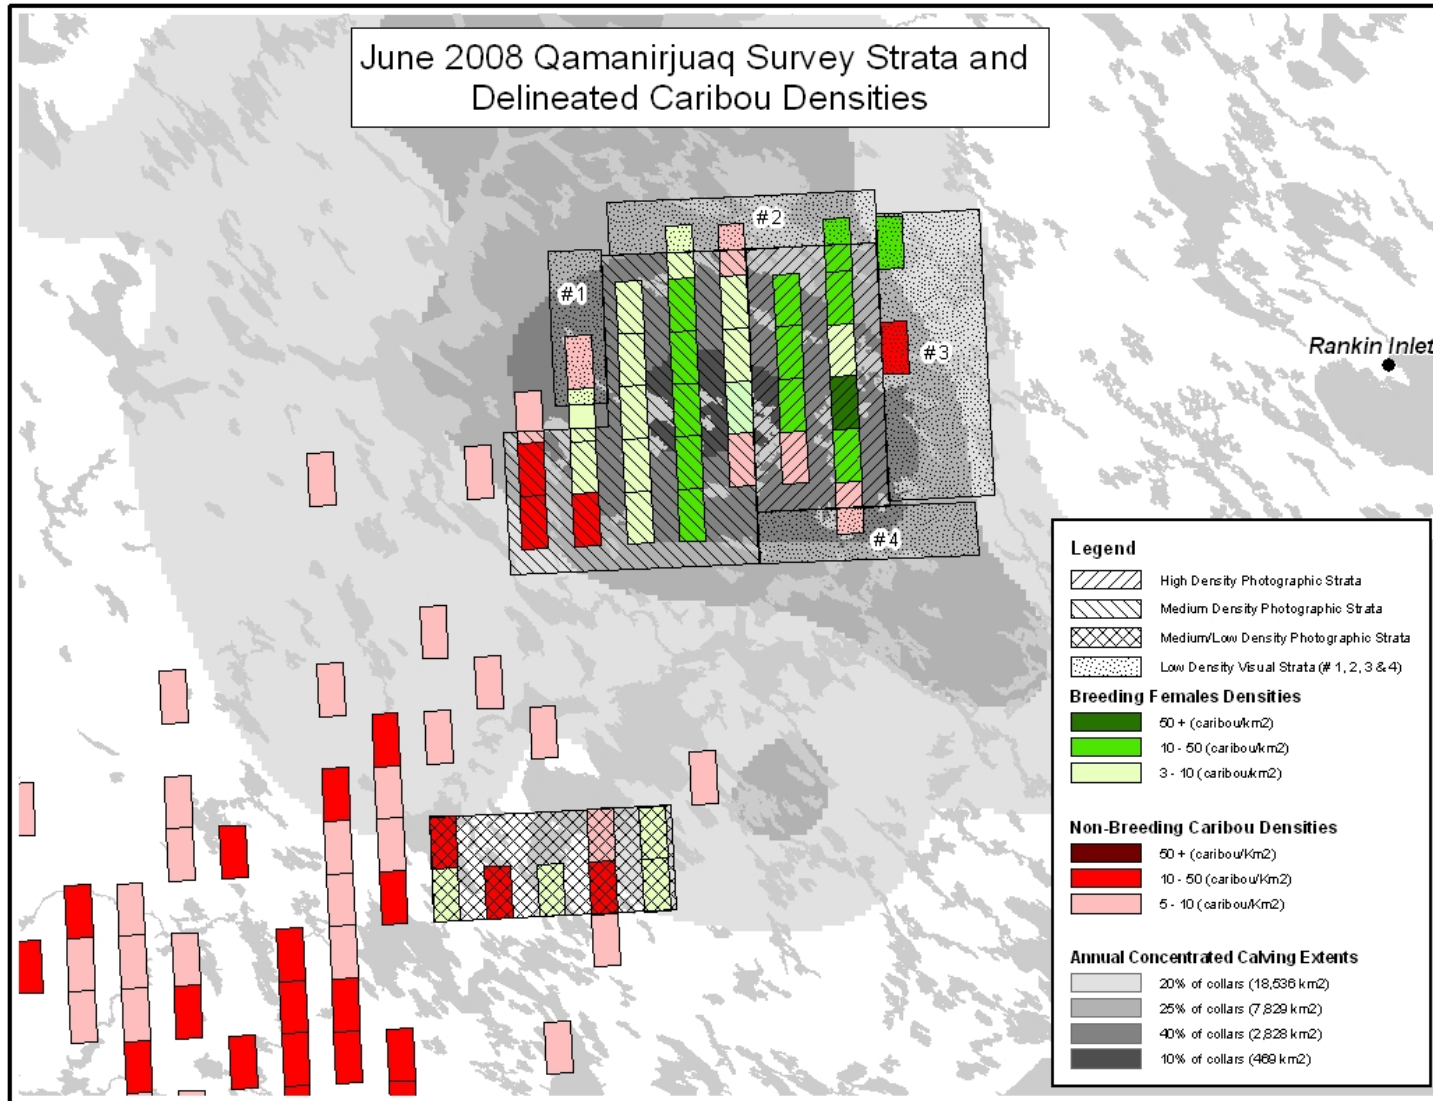 June 2008 Qamanirjuaq Survey Strata and
Delineated Caribou Densities
#2
#1
#3
Rankin Inlet
#4
Legend
High Density Photographic Strata
Medium Density Photographic Strata
Medium/Low Density Photographic Strata
Low Density Visual Strata (# 1, 2, 3 & 4)
Breeding Females Densities
50 + (caribou/km2)
10 - 50 (caribou/km2)
3 - 10 (caribou/km2)
Non-Breeding Caribou Densities
50 + (caribou/Km2)
10 - 50 (caribou/Km2)
5 - 10 (caribou/Km2)
Annual Concentrated Calving Extents
20% of collars (18,536 km2)
25% of collars (7,829 km2)
40% of collars (2,828 km2)
10% of collars (469 km2)